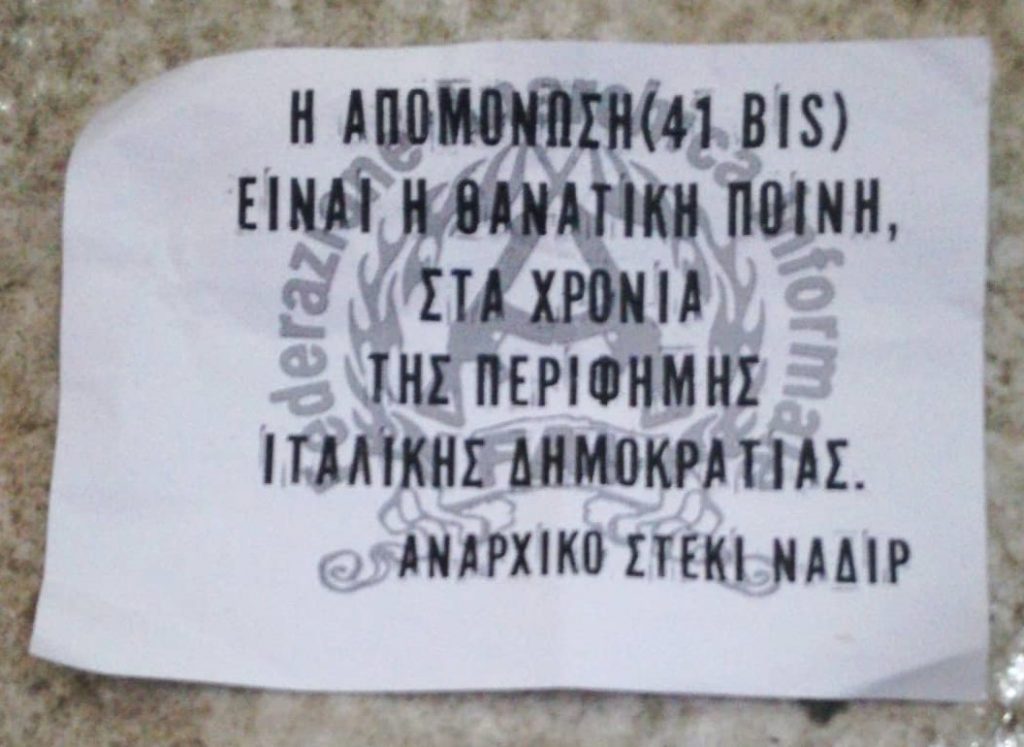 Η ΑΠΟΜΟΝΩΣΗ(41 BIS)
ΕΙΝΑΙ Η ΘΑΝΑΤΙΚΗ ΠΟΙΝΗ,
ΣΤΑ ΧΡΟΝΙΑ
ΤΗΣ ΠΕΡΙΦΗΜΗΣ
ΙΤΑΛΙΚΗΣ ΔΗΜΟΚΡΑΤΙΑΣ.
ΑΝΑΡΧΙΚΟ ΣΤΕΚΙ ΝΑΔΙΡ